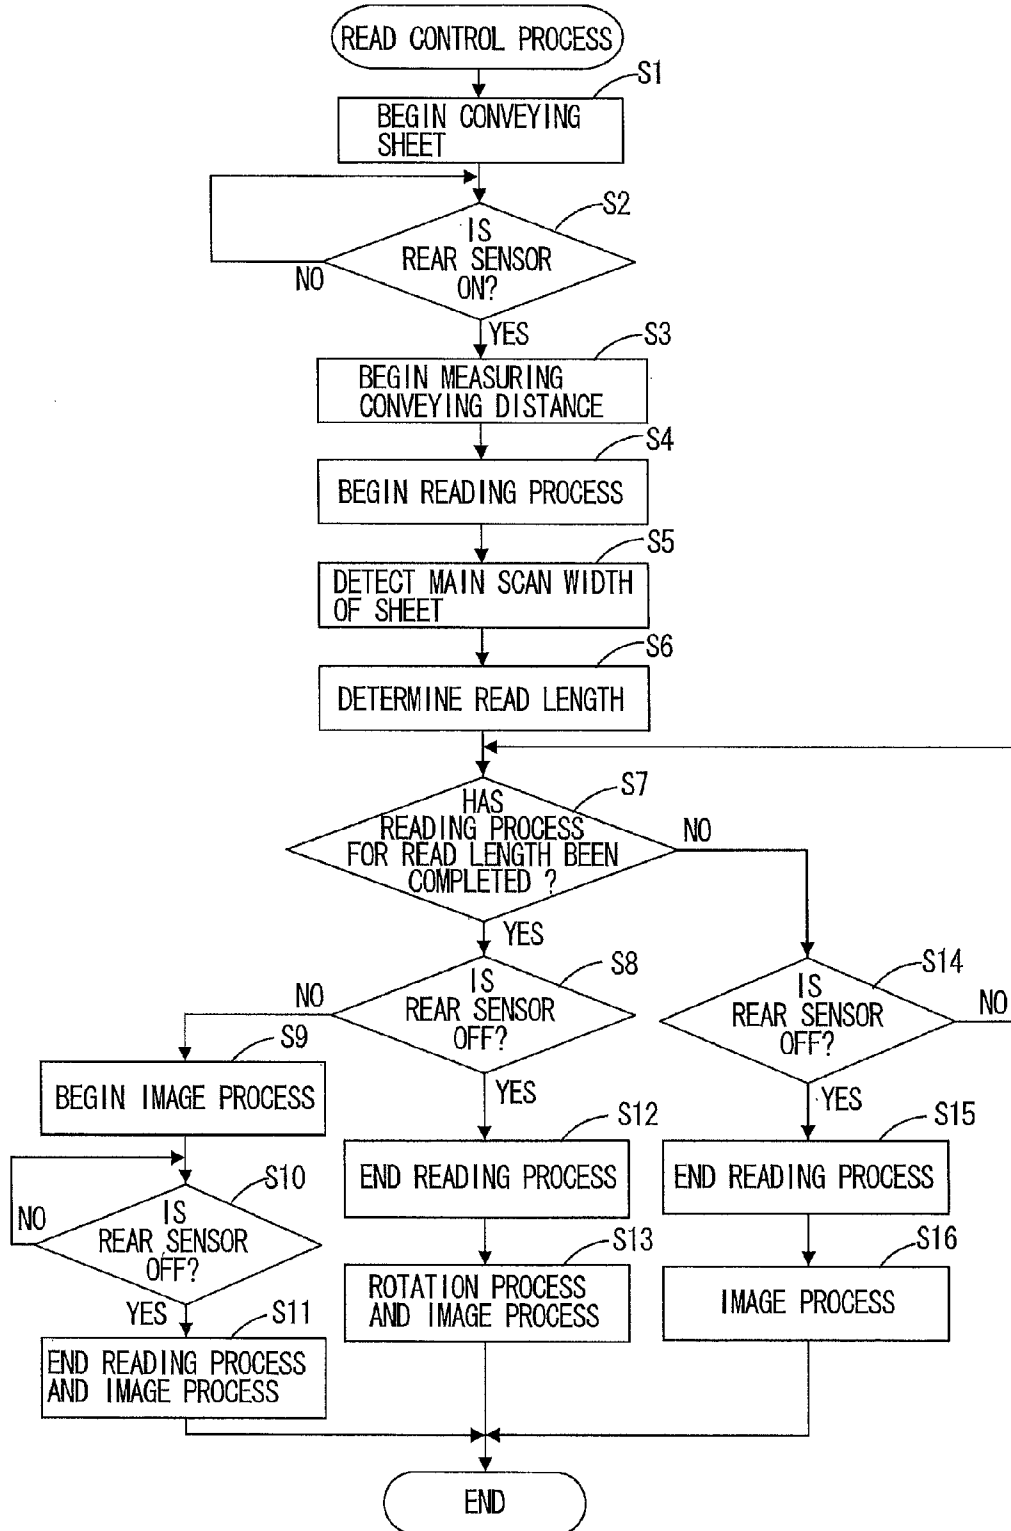 READ CONTROL PROCESS
S1
BEGIN CONVEYING
SHEET
S2
IS
REAR SENSOR
ON?
NO
YES
S3
BEGIN MEASURING
CONVEYING DISTANCE
S4
BEGIN READING PROCESS
S5
DETECT MAIN SCAN WIDTH
OF SHEET
S6
DETERMINE READ LENGTH
S7
HAS
READING PROCESS
FOR READ LENGTH BEEN
COMPLETED ?
NO
YES
S8
IS
REAR SENSOR
OFF?
NO
YES
S14
IS
REAR SENSOR
OFF?
NO
YES
S9
BEGIN IMAGE PROCESS
S10
IS
REAR SENSOR
OFF?
NO
YES
S11
END READING PROCESS
AND IMAGE PROCESS
S12
END READING PROCESS
S13
ROTATION PROCESS
AND IMAGE PROCESS
S15
END READING PROCESS
S16
IMAGE PROCESS
END